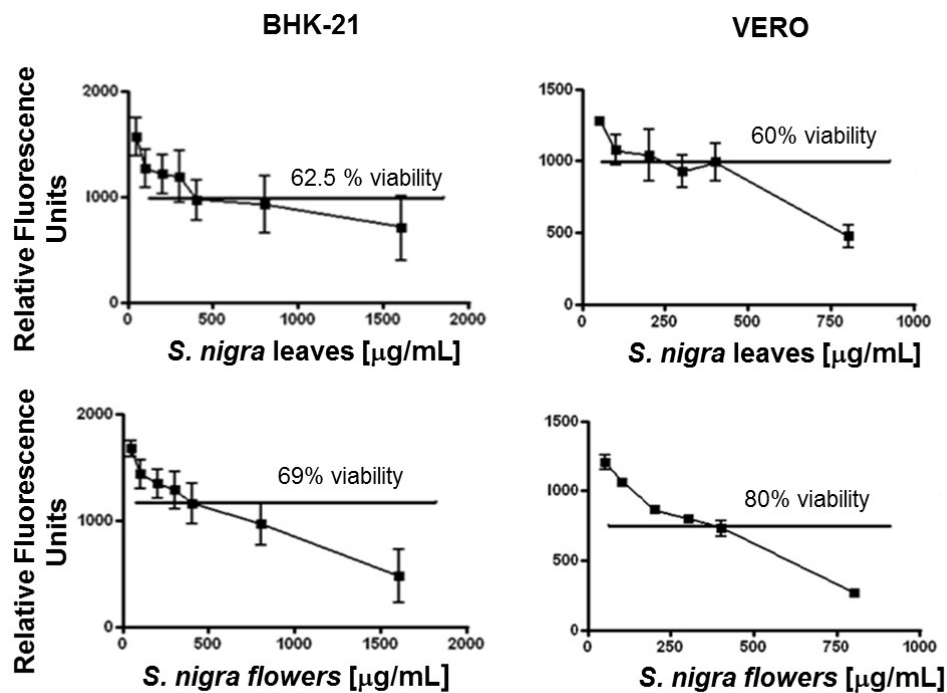 BHK-21
VERO
Relative Fluorescence
Units
2000
1000
0
62.5 % viability
0
500
1000
1500
2000
S. nigra leaves [μg/mL]
1500
1000
500
0
60% viability
0
250
500
750
1000
S. nigra leaves [μg/mL]
Relative Fluorescence
Units
2000
1000
0
69% viability
0
500
1000
1500
2000
S. nigra flowers [μg/mL]
1500
1000
500
0
80% viability
0
250
500
750
1000
S. nigra flowers [μg/mL]